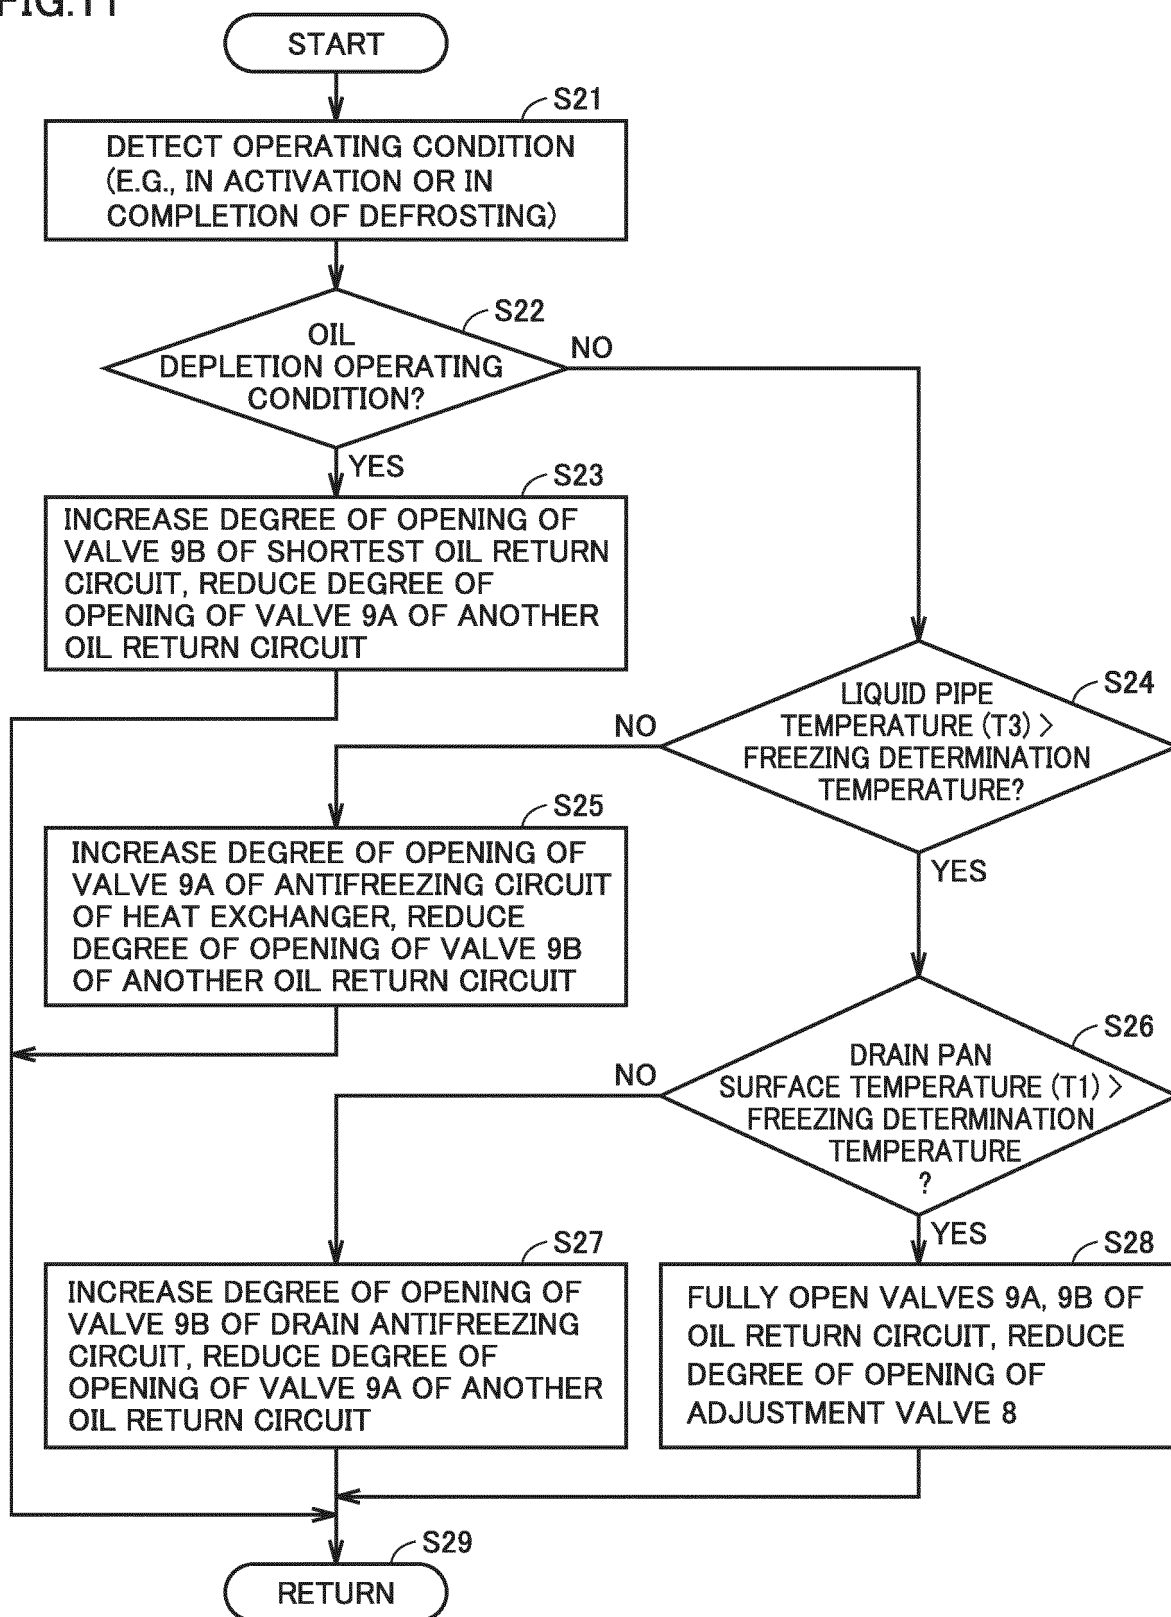 FIG.11
START
S21
DETECT OPERATING CONDITION
(E.G., IN ACTIVATION OR IN
COMPLETION OF DEFROSTING)
S22
OIL
DEPLETION OPERATING
CONDITION?
NO
YES
S23
INCREASE DEGREE OF OPENING OF
VALVE 9B OF SHORTEST OIL RETURN
CIRCUIT, REDUCE DEGREE OF
OPENING OF VALVE 9A OF ANOTHER
OIL RETURN CIRCUIT
S24
LIQUID PIPE
TEMPERATURE (T3) >
FREEZING DETERMINATION
TEMPERATURE?
NO
YES
S25
INCREASE DEGREE OF OPENING OF
VALVE 9A OF ANTIFREEZING CIRCUIT
OF HEAT EXCHANGER, REDUCE
DEGREE OF OPENING OF VALVE 9B
OF ANOTHER OIL RETURN CIRCUIT
S26
DRAIN PAN
SURFACE TEMPERATURE (T1) >
FREEZING DETERMINATION
TEMPERATURE
?
NO
YES
S27
INCREASE DEGREE OF OPENING OF
VALVE 9B OF DRAIN ANTIFREEZING
CIRCUIT, REDUCE DEGREE OF
OPENING OF VALVE 9A OF ANOTHER
OIL RETURN CIRCUIT
S28
FULLY OPEN VALVES 9A, 9B OF
OIL RETURN CIRCUIT, REDUCE
DEGREE OF OPENING OF
ADJUSTMENT VALVE 8
S29
RETURN